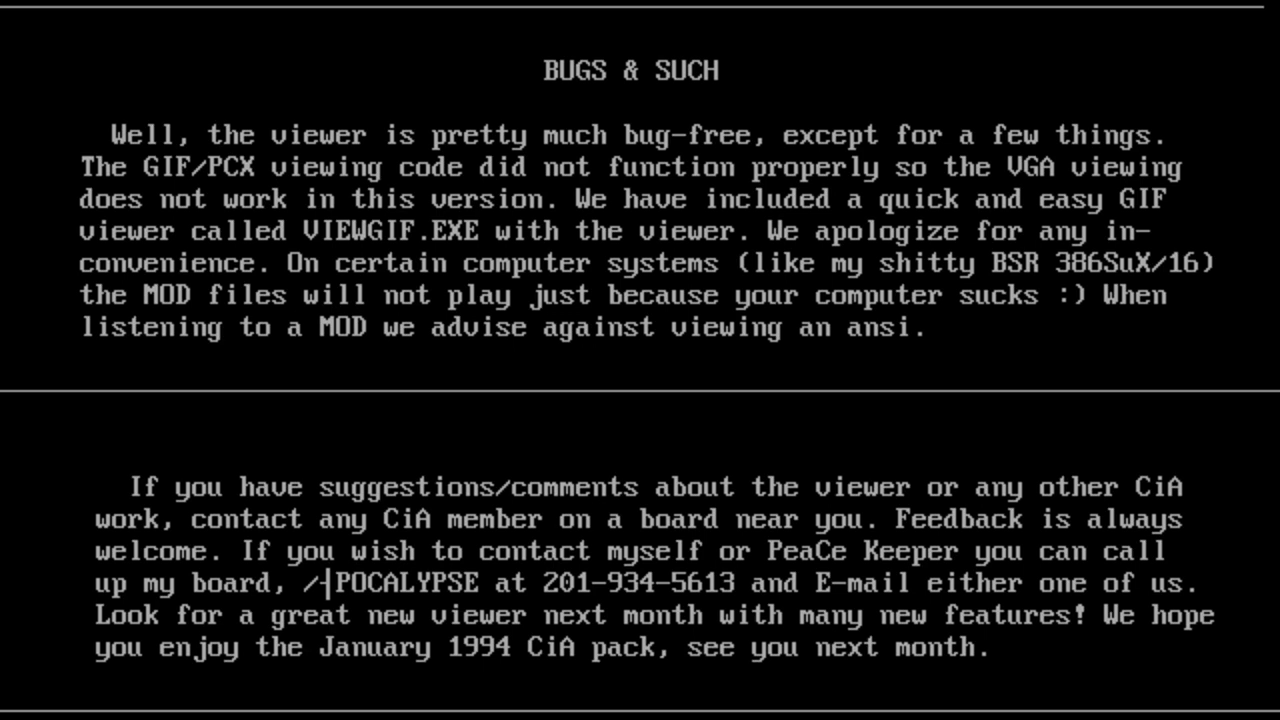 BUGS & SUCH
Well, the viewer is pretty much bug-free, except for a few things.
The GIF/PCX viewing code did not function properly so the VGA viewing
does not work in this version. We have included a quick and easy GIF
viewer called VIEWGIF.EXE with the viewer. We apologize for any in-
convenience. On certain computer systems (like my shitty BSR 386SuX/16)
the MOD files will not play just because your computer sucks :) When
listening to a MOD we advise against viewing an ansi.
If you have suggestions/comments about the viewer or any other CiA
work, contact any CiA member on a board near you. Feedback is always
welcome. If you wish to contact myself or PeaCe Keeper you can call
up my board, /┤POCALYPSE at 201-934-5613 and E-mail either one of us.
Look for a great new viewer next month with many new features! We hope
you enjoy the January 1994 CiA pack, see you next month.